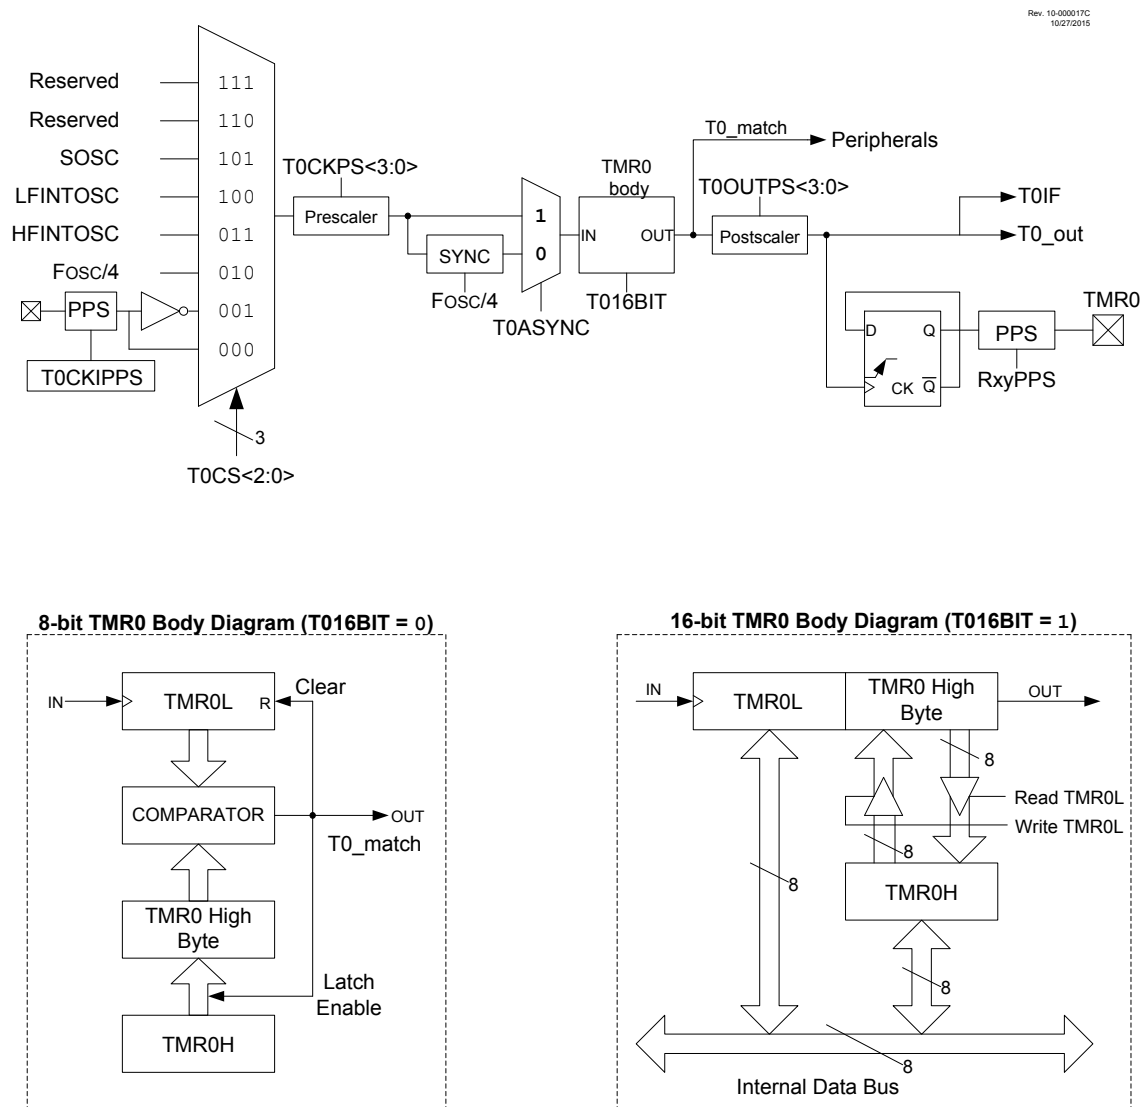 Rev. 10-000017C
10/27/2015
Reserved
111
Reserved
110
SOSC
101
LFINTOSC
100
HFINTOSC
011
FOSC/4
010
PPS
001
000
T0CKIPPS
3
T0CS<2:0>
T0CKPS<3:0>
Prescaler
SYNC
FOSC/4
1
0
T0ASYNC
TMR0
body
IN
OUT
T016BIT
T0_match
Peripherals
T0OUTPS<3:0>
Postscaler
T0IF
T0_out
D
Q
CK
Q
PPS
RxyPPS
TMR0
8-bit TMR0 Body Diagram (T016BIT = 0)
IN
TMR0L
R
Clear
COMPARATOR
OUT
T0_match
TMR0 High
Byte
Latch
Enable
TMR0H
16-bit TMR0 Body Diagram (T016BIT = 1)
IN
TMR0L
TMR0 High
Byte
OUT
8
Read TMR0L
Write TMR0L
8
8
TMR0H
8
8
Internal Data Bus